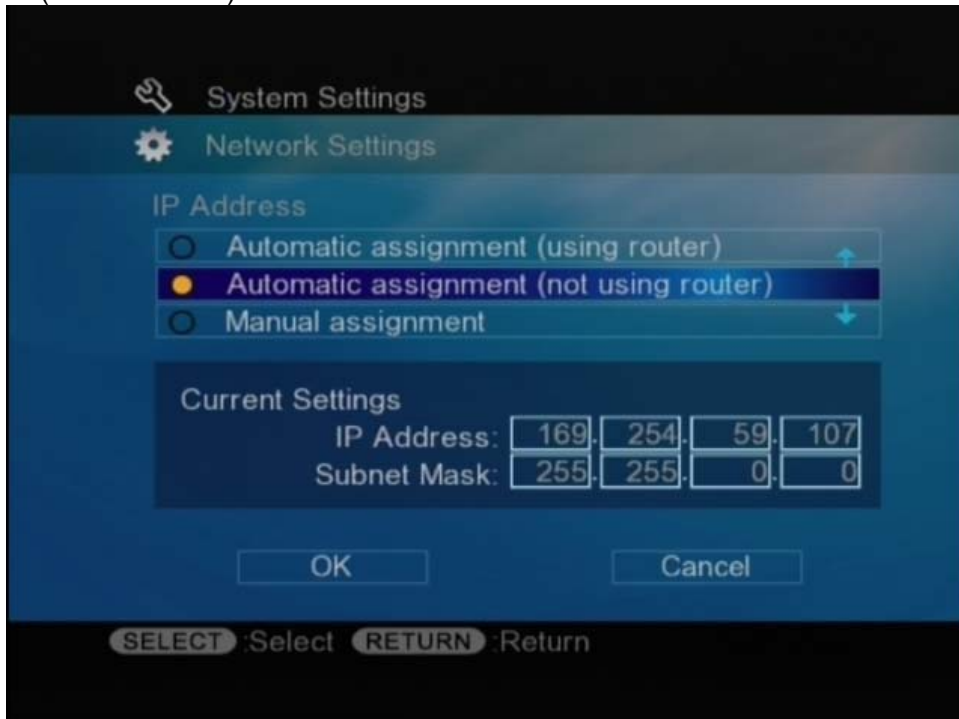 System Settings
Network Settings
IP Address
Automatic assignment (using router)
Automatic assignment (not using router)
Manual assignment
Current Settings
IP Address: 169. 254. 59. 107
Subnet Mask: 255. 255. 0. 0
OK Cancel
SELECT :Select RETURN :Return